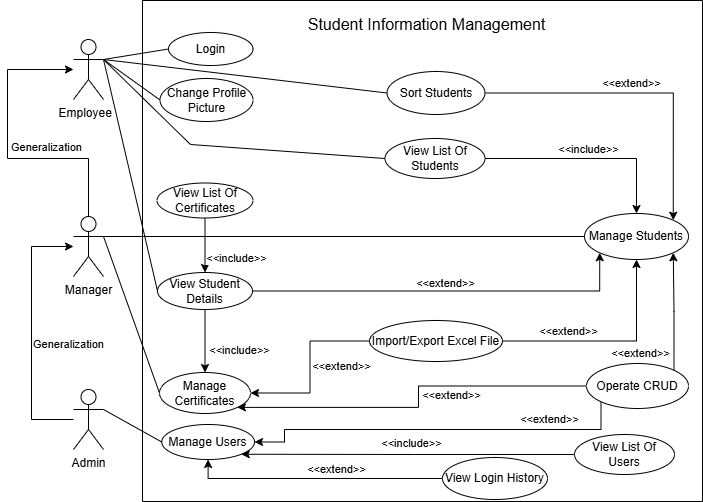 Student Information Management
Login
Employee
Change Profile
Picture
Sort Students
<<extend>>
Generalization
View List Of
Students
<<include>>
View List Of
Certificates
Manager
Manage Students
<<include>>
View Student
Details
<<extend>>
Generalization
<<include>>
Import/Export Excel File
<<extend>>
<<extend>>
<<extend>>
Manage
Certificates
<<extend>>
Operate CRUD
Admin
Manage Users
<<extend>>
<<include>>
View List Of
Users
<<extend>>
View Login History